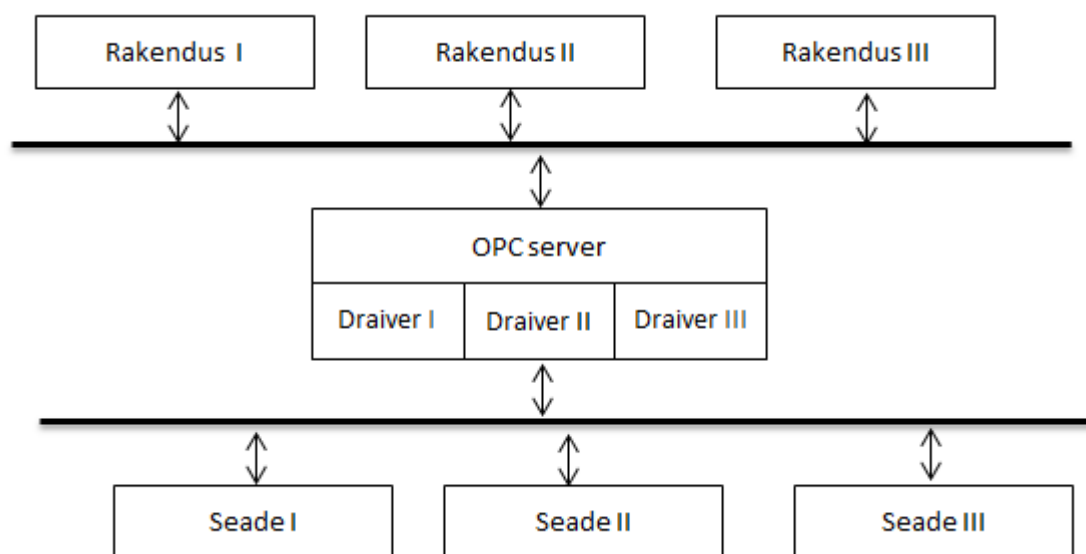 Rakendus I
Rakendus II
Rakendus III
OPC server
Draiver I
Draiver II
Draiver III
Seade I
Seade II
Seade III